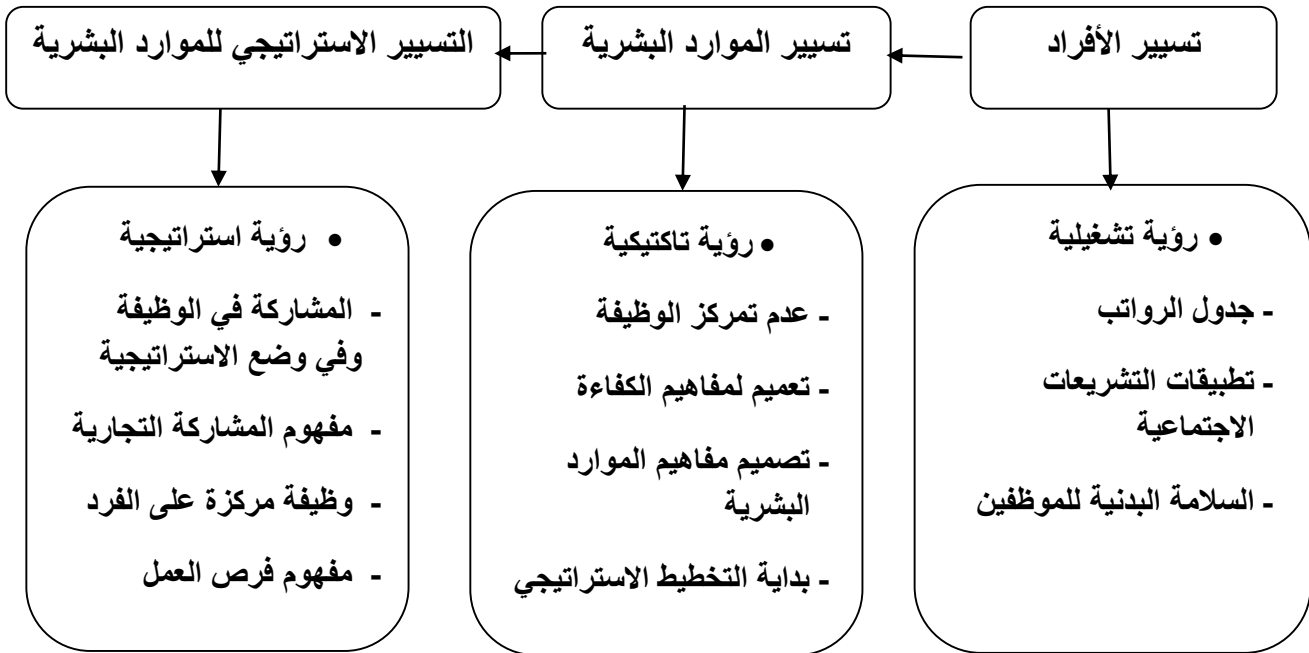 تسيير الأفراد
تسيير الموارد البشرية
التسيير الاستراتيجي للموارد البشرية
• رؤية تشغيلية
- جدول الرواتب
- تطبيقات التشريعات
الاجتماعية
- السلامة البدنية للموظفين
• رؤية تاكتيكية
- عدم تمركز الوظيفة
- تعميم لمفاهيم الكفاءة
- تصميم مفاهيم الموارد
البشرية
- بداية التخطيط الاستراتيجي
• رؤية استراتيجية
- المشاركة في الوظيفة
وفي وضع الاستراتيجية
- مفهوم المشاركة التجارية
- وظيفة مركزة على الفرد
- مفهوم فرص العمل